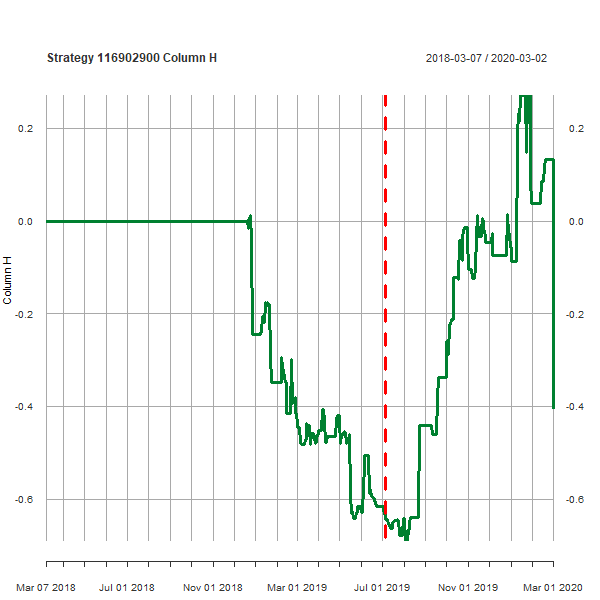 Strategy 116902900 Column H
2018-03-07 / 2020-03-02
0.2
0.0
-0.2
-0.4
-0.6
0.2
0.0
-0.2
-0.4
-0.6
Column H
Mar 07 2018
Jul 01 2018
Nov 01 2018
Mar 01 2019
Jul 01 2019
Nov 01 2019
Mar 01 2020